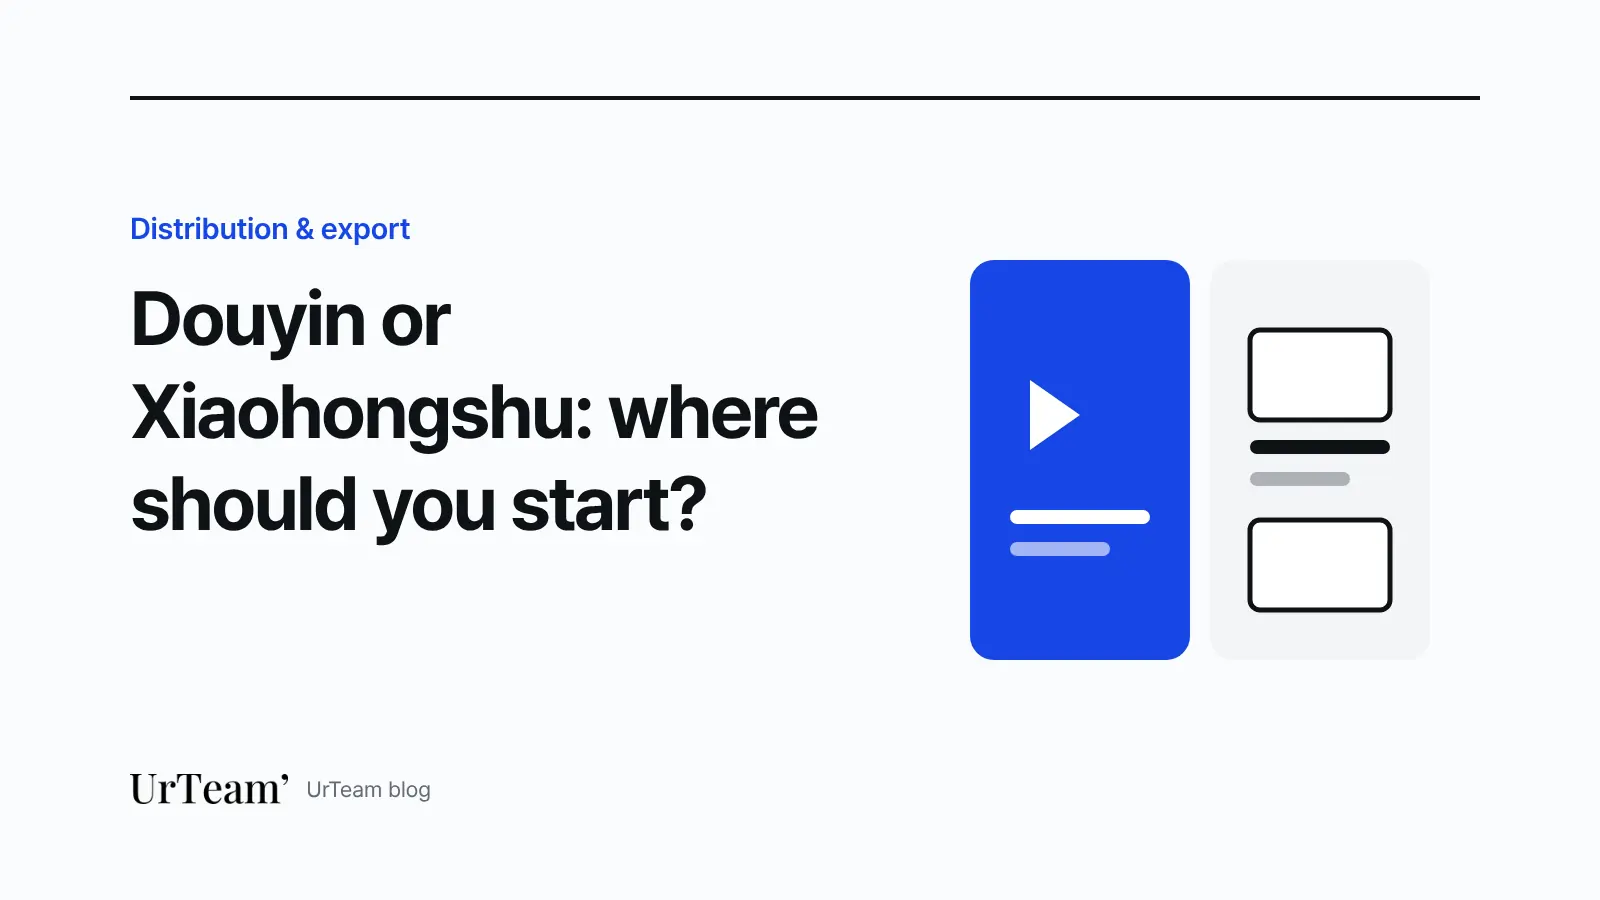 Distribution & export
Douyin or
Xiaohongshu: where
should you start?
UrTeam’ UrTeam blog